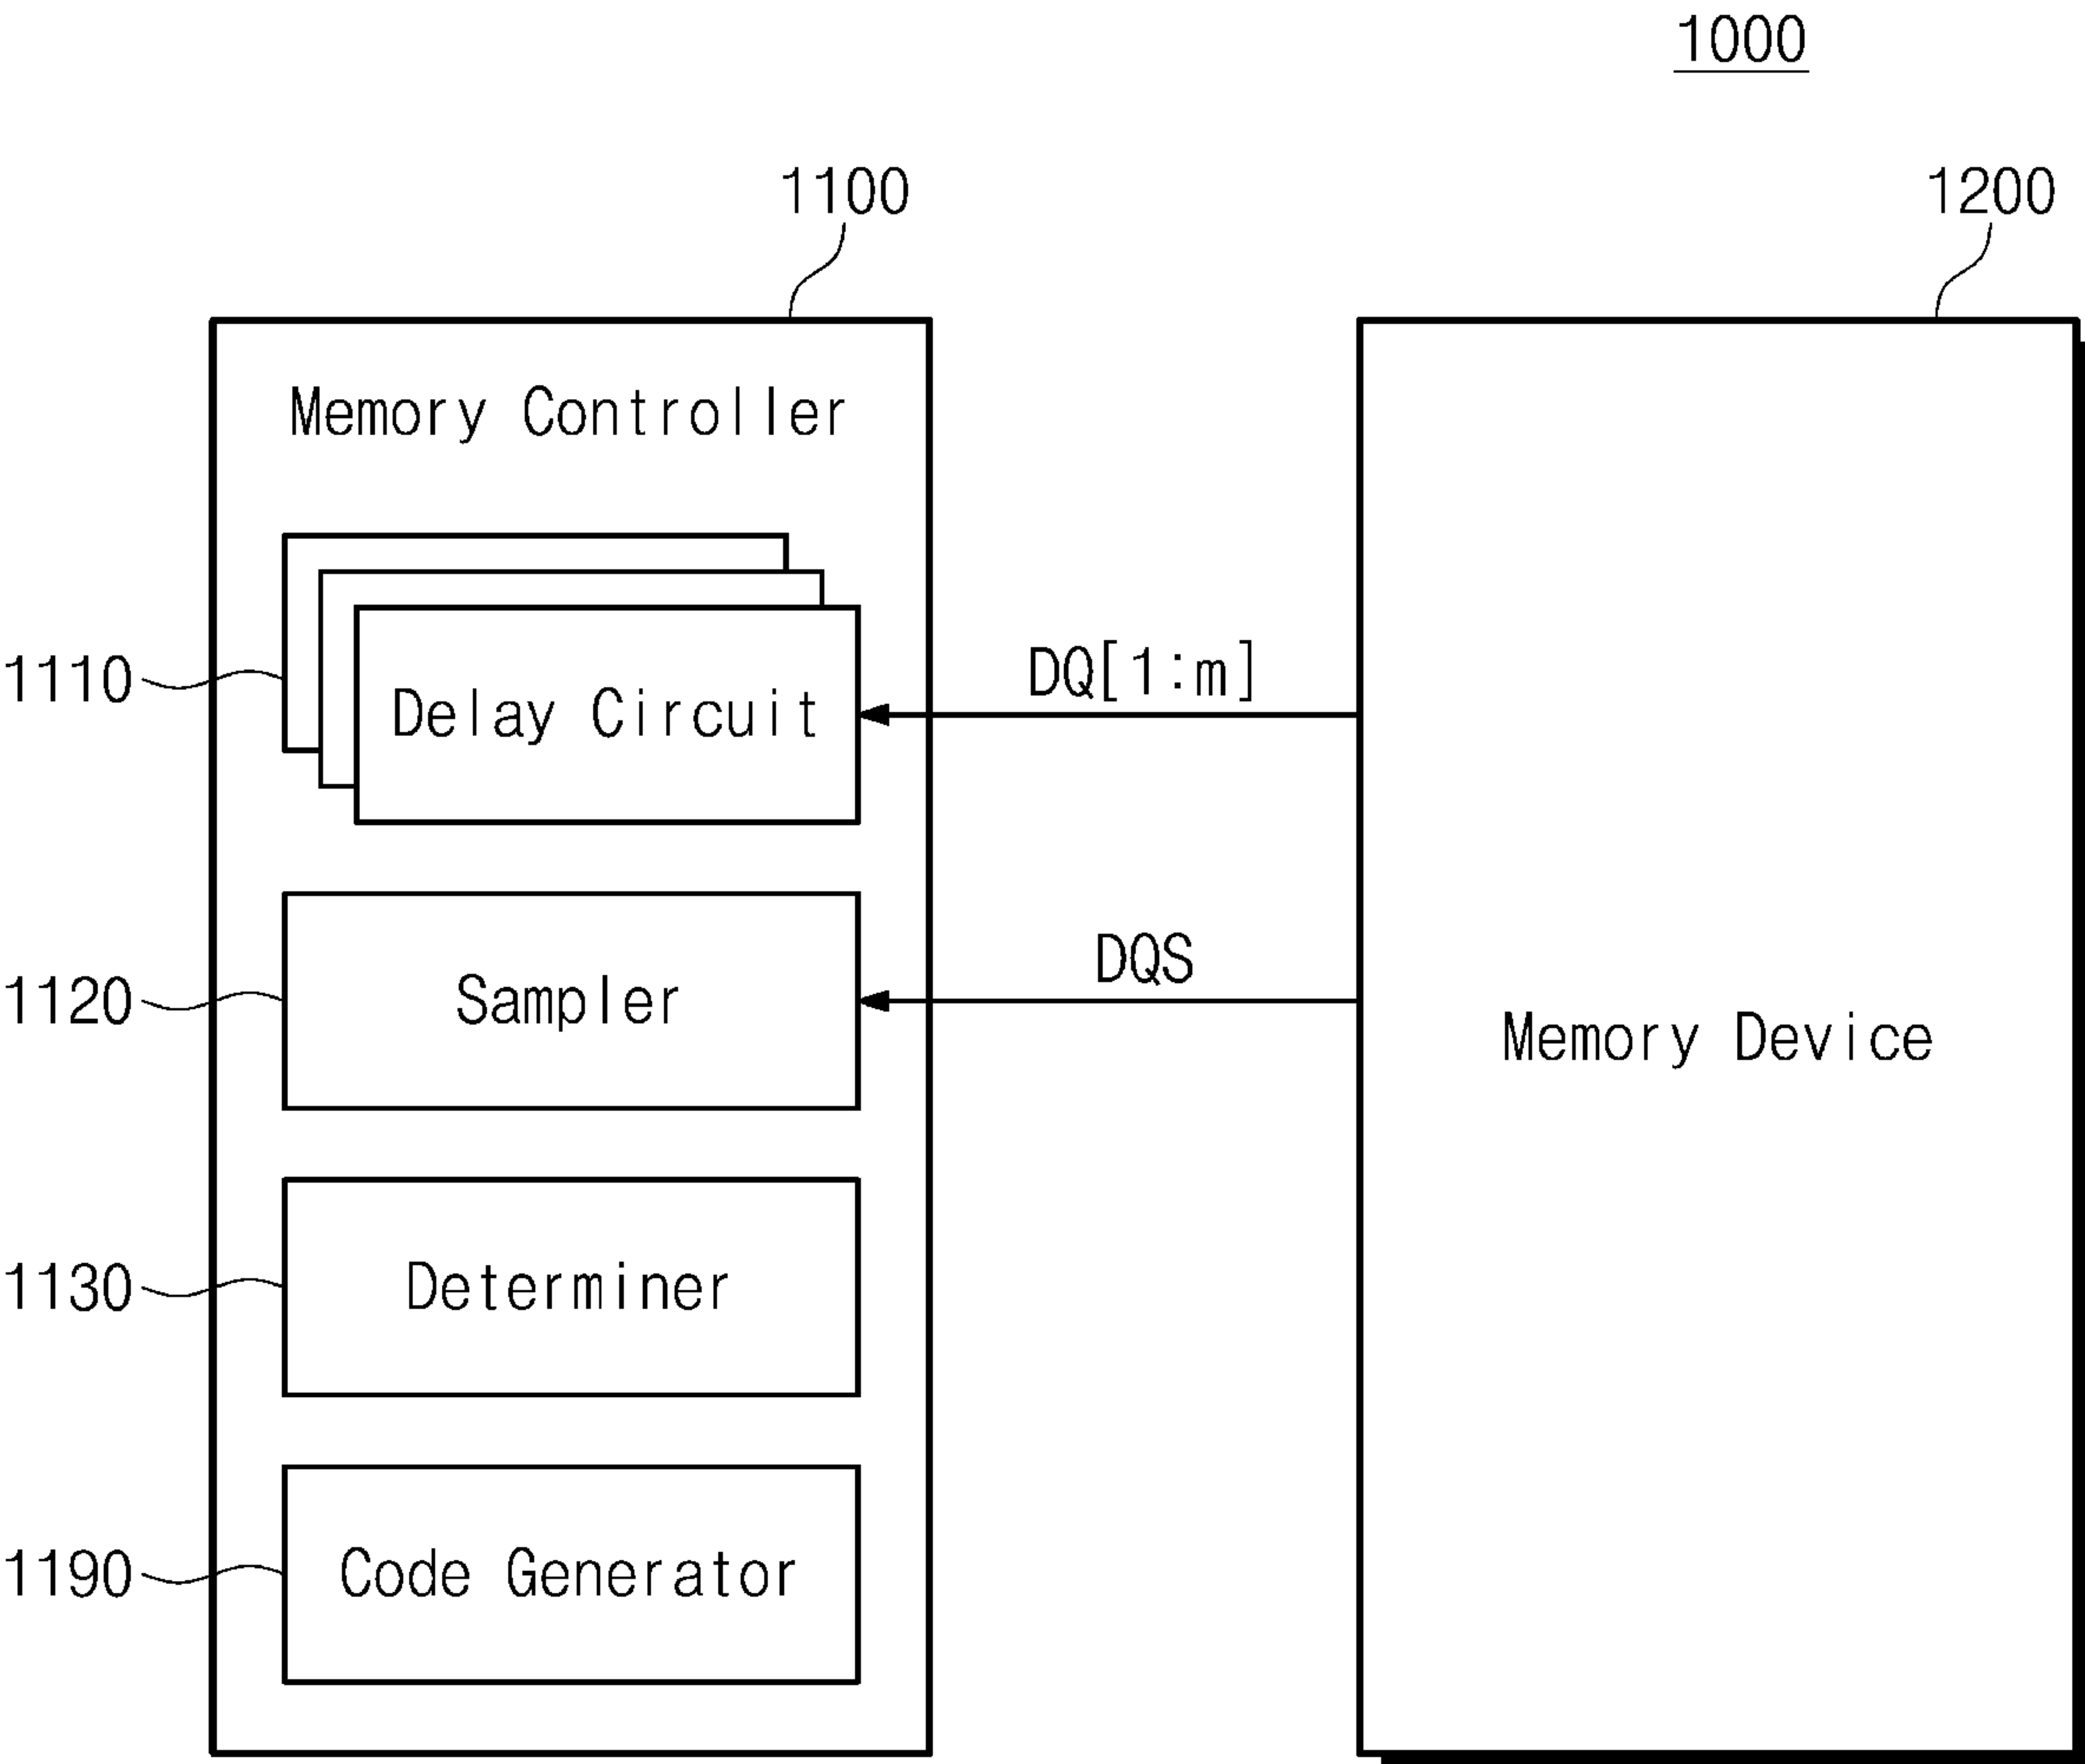 1000
1100
1200
Memory Controller
1110
Delay Circuit
DQ[1:m]
1120
Sampler
DQS
Memory Device
1130
Determiner
1190
Code Generator